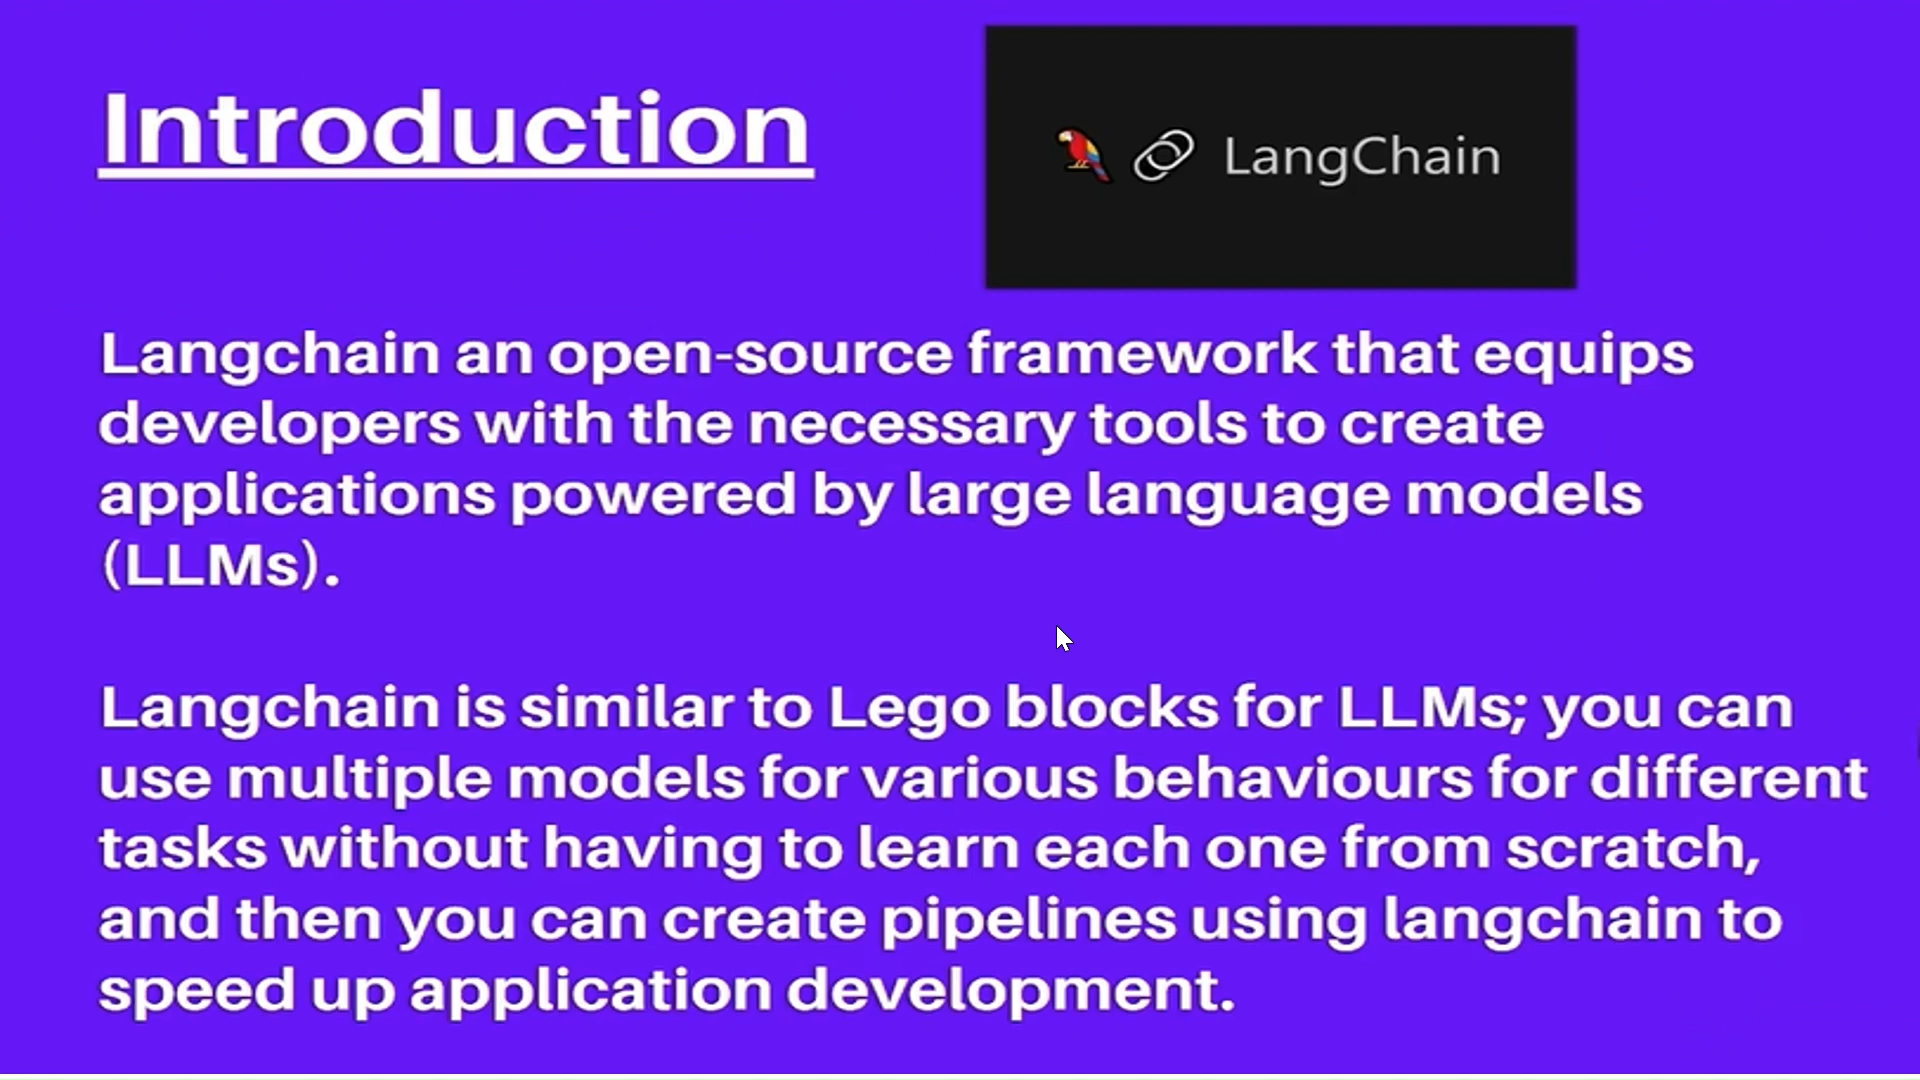 Introduction
LangChain
Langchain an open-source framework that equips
developers with the necessary tools to create
applications powered by large language models
(LLMs).
Langchain is similar to Lego blocks for LLMs; you can
use multiple models for various behaviours for different
tasks without having to learn each one from scratch,
and then you can create pipelines using langchain to
speed up application development.